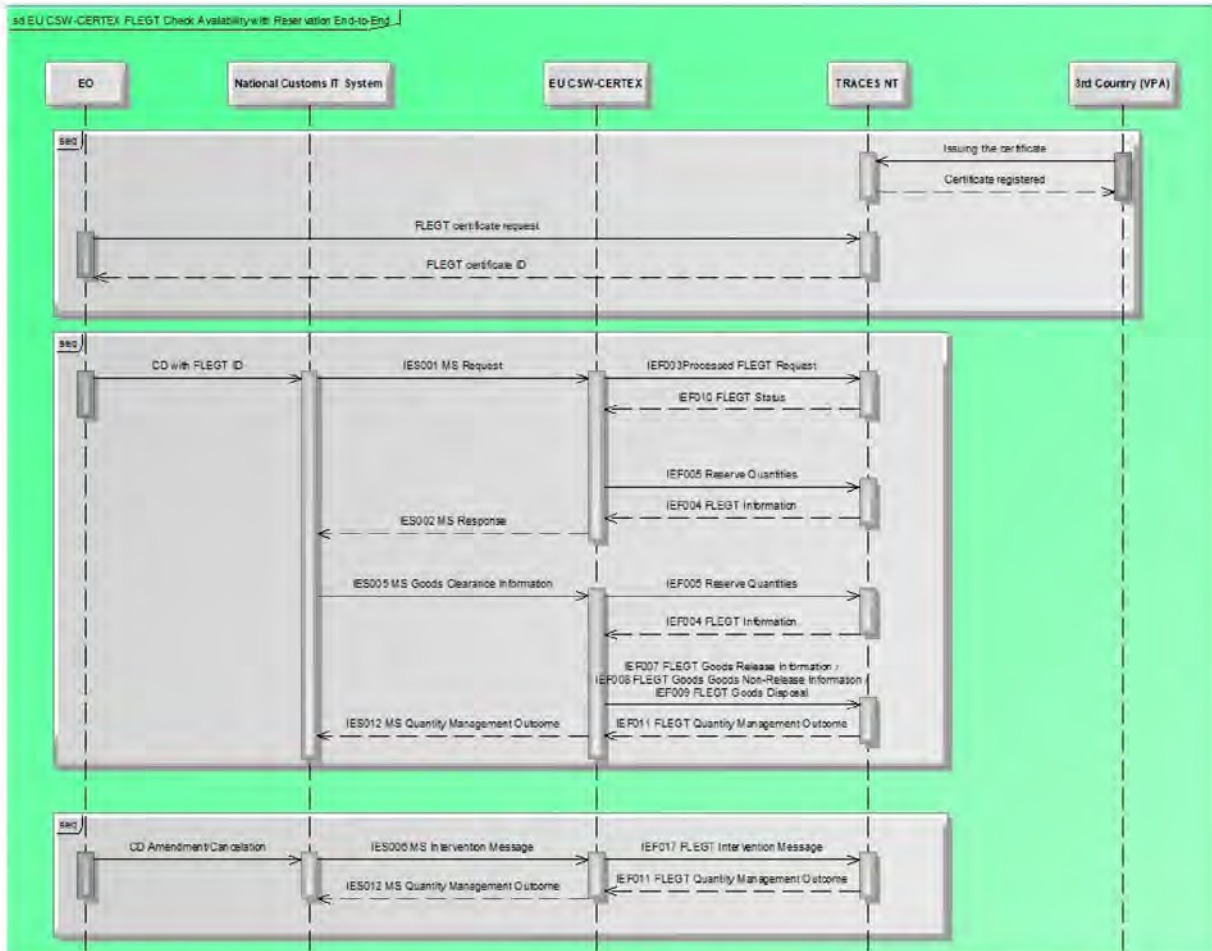 sd EU CSW-CERTEX FLEGT Check Availability with Reservation End-to-End
EO
National Customs IT System
EU CSW-CERTEX
TRACES NT
3rd Country (VPA)
seq
Issuing the certificate
Certificate registered
FLEGT certificate request
FLEGT certificate ID
seq
CD with FLEGT ID
IES001 MS Request
IEF003Processed FLEGT Request
IEF010 FLEGT Status
IEF005 Reserve Quantities
IEF004 FLEGT Information
IES002 MS Response
IES005 MS Goods Clearance Information
IEF005 Reserve Quantities
IEF004 FLEGT Information
IEF007 FLEGT Goods Release Information /
IEF008 FLEGT Goods Goods Non-Release Information /
IEF009 FLEGT Goods Disposal
IES012 MS Quantity Management Outcome
IEF011 FLEGT Quantity Management Outcome
seq
CD Amendment/Cancelation
IES006 MS Intervention Message
IEF017 FLEGT Intervention Message
IES012 MS Quantity Management Outcome
IEF011 FLEGT Quantity Management Outcome